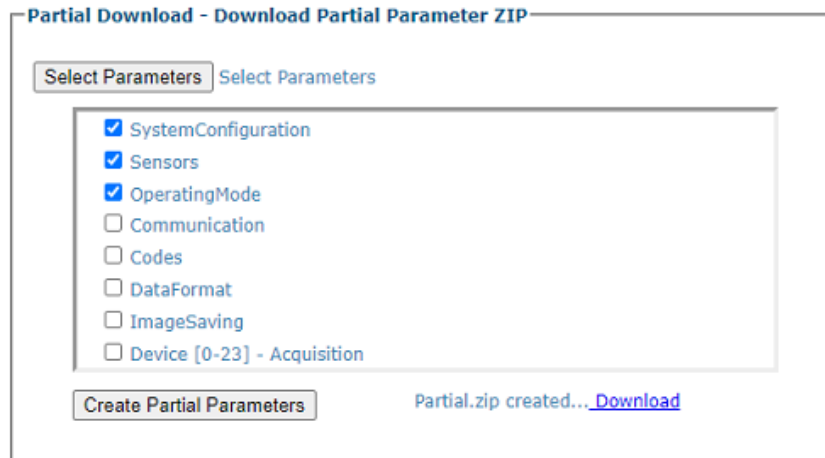 Partial Download - Download Partial Parameter ZIP
Select Parameters Select Parameters
SystemConfiguration
Sensors
OperatingMode
Communication
Codes
DataFormat
ImageSaving
Device [0-23] - Acquisition
Create Partial Parameters Partial.zip created... Download